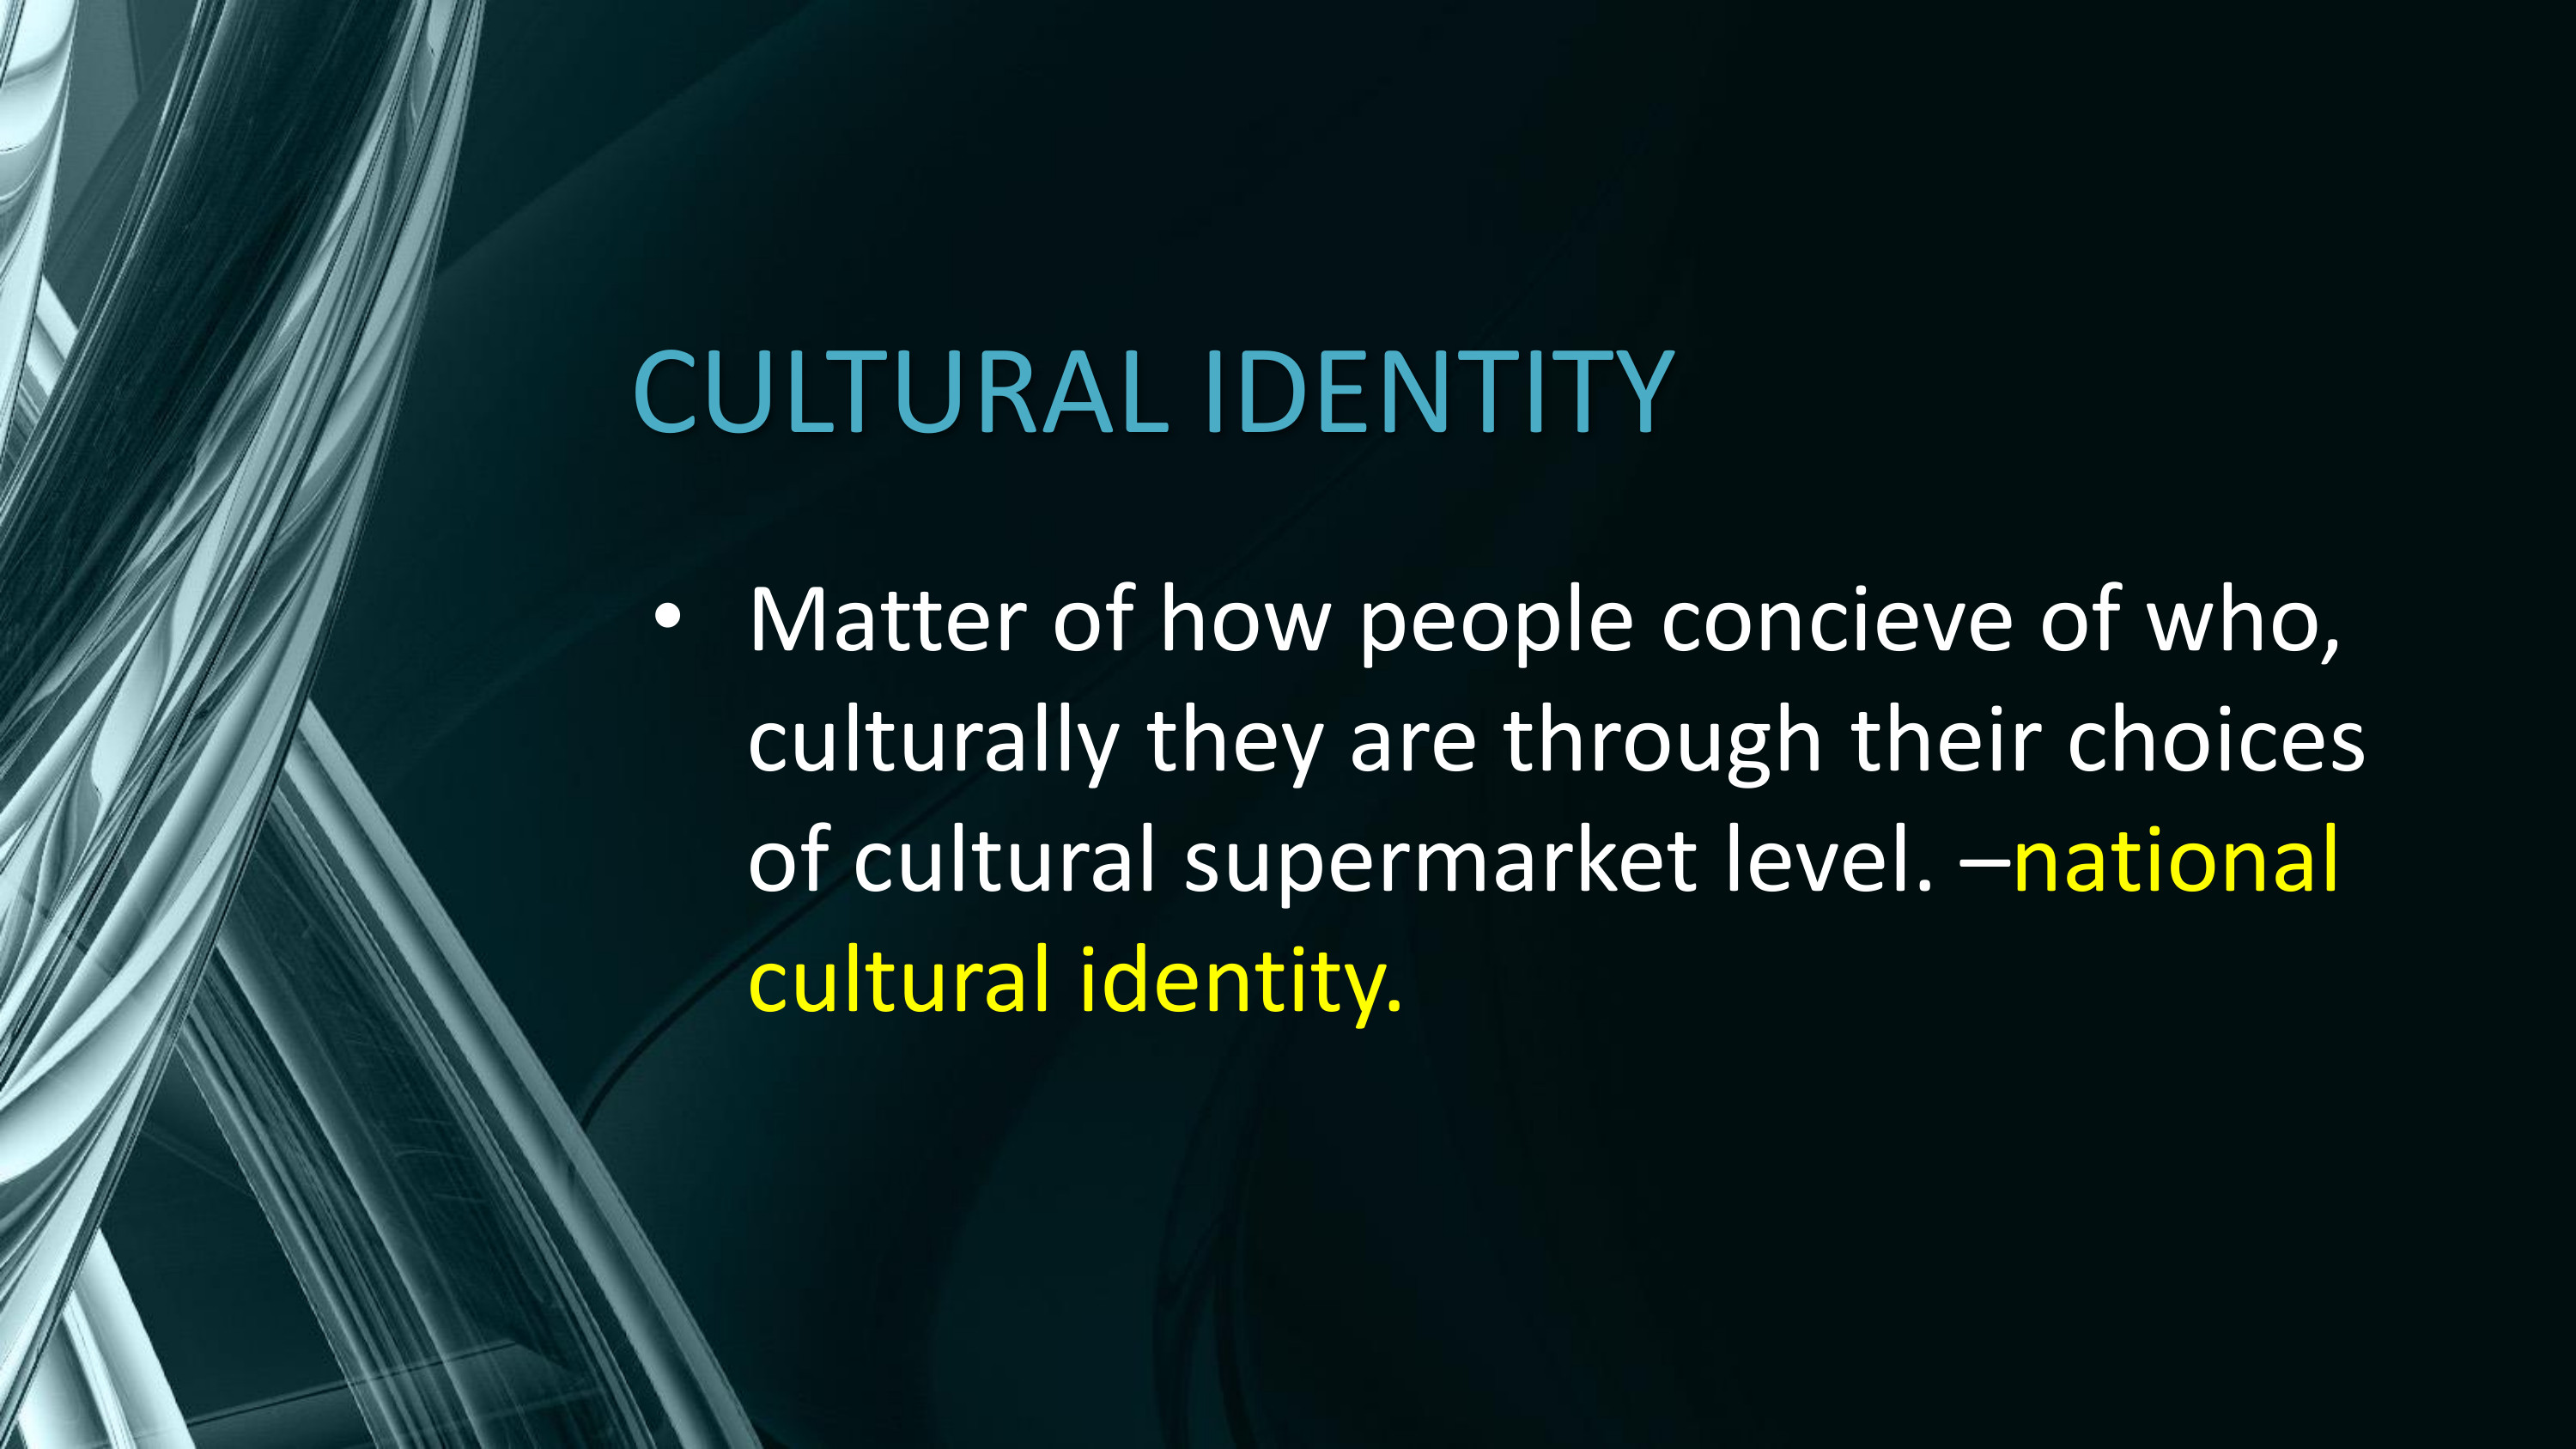 CULTURAL IDENTITY
• Matter of how people concieve of who,
culturally they are through their choices
of cultural supermarket level. –national
cultural identity.